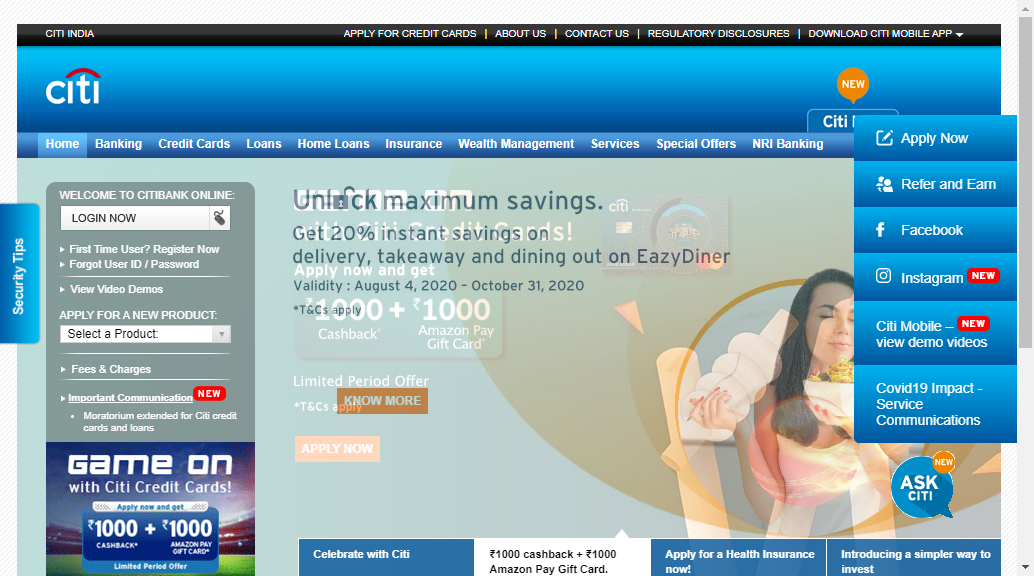 CITI INDIA
APPLY FOR CREDIT CARDS | ABOUT US | CONTACT US | REGULATORY DISCLOSURES | DOWNLOAD CITI MOBILE APP
citi
NEW
Citi
Home Banking Credit Cards Loans Home Loans Insurance Wealth Management Services Special Offers NRI Banking
Apply Now
Refer and Earn
Facebook
Instagram NEW
Citi Mobile – NEW
view demo videos
Covid19 Impact -
Service
Communications
Security Tips
WELCOME TO CITIBANK ONLINE:
LOGIN NOW
First Time User? Register Now
Forgot User ID / Password
View Video Demos
APPLY FOR A NEW PRODUCT:
Select a Product:
Fees & Charges
Important Communication NEW
Moratorium extended for Citi credit
cards and loans
GAME ON
with Citi Credit Cards!
Apply now and get
₹1000 + ₹1000
CASHBACK* AMAZON PAY
GIFT CARD*
Limited Period Offer
Unlock maximum savings.
with Citi Credit Cards!
Get 20% instant savings on
delivery, takeaway and dining out on EazyDiner
Apply now and get
Validity : August 4, 2020 – October 31, 2020
*T&Cs apply
₹1000 + ₹1000
Cashback* Amazon Pay
Gift Card*
Limited Period Offer
KNOW MORE
*T&Cs apply
APPLY NOW
citi
NEW
ASK
CITI
Celebrate with Citi
₹1000 cashback + ₹1000
Amazon Pay Gift Card.
Apply for a Health Insurance
now!
Introducing a simpler way to
invest